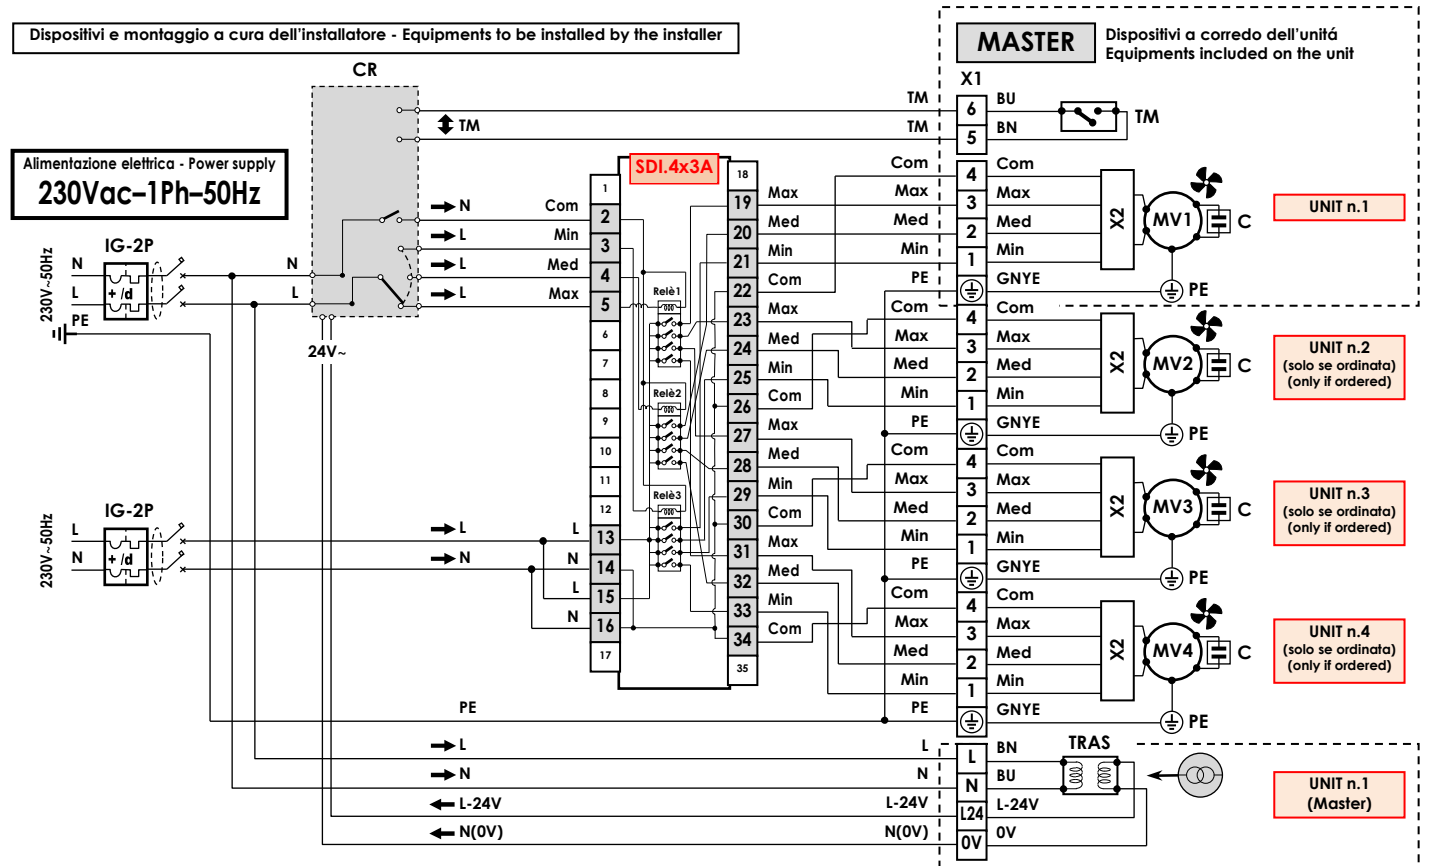 Dispositivi e montaggio a cura dell'installatore - Equipments to be installed by the installer
MASTER
Dispositivi a corredo dell'unitá
Equipments included on the unit
CR
X1
TM
6
BU
TM
TM
TM
5
BN
Alimentazione elettrica - Power supply
230Vac–1Ph–50Hz
SDI.4x3A
1
2
3
4
5
6
7
8
9
10
11
12
13
14
15
16
17
18
19
20
21
22
23
24
25
26
27
28
29
30
31
32
33
34
35
Relè1
Relè2
Relè3
N
Com
L
Min
L
Med
L
Max
IG-2P
230V~50Hz
N
L
PE
+ /d
N
L
24V~
IG-2P
230V~50Hz
L
N
+ /d
L
N
L
N
L
N
Max
Med
Min
Com
Max
Med
Min
Com
Max
Med
Min
Com
Max
Med
Min
Com
Com
4
Com
Max
3
Max
Med
2
Med
Min
1
Min
PE
GNYE
X2
MV1
C
PE
UNIT n.1
Com
4
Com
Max
3
Max
Med
2
Med
Min
1
Min
PE
GNYE
X2
MV2
C
PE
UNIT n.2
(solo se ordinata)
(only if ordered)
Com
4
Com
Max
3
Max
Med
2
Med
Min
1
Min
PE
GNYE
X2
MV3
C
PE
UNIT n.3
(solo se ordinata)
(only if ordered)
Com
4
Com
Max
3
Max
Med
2
Med
Min
1
Min
PE
PE
GNYE
X2
MV4
C
PE
UNIT n.4
(solo se ordinata)
(only if ordered)
L
L
L
BN
TRAS
N
N
N
BU
L-24V
L-24V
L24
L-24V
N(0V)
N(0V)
0V
0V
UNIT n.1
(Master)